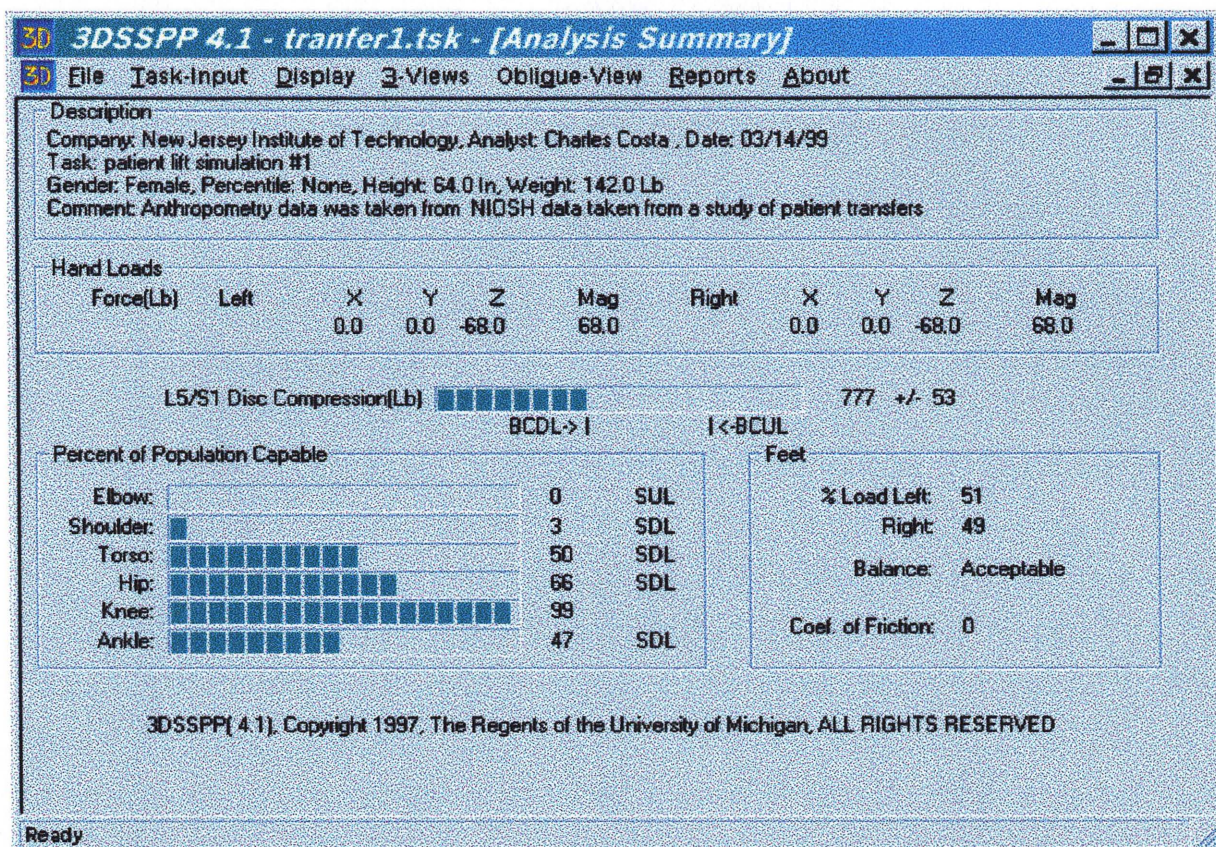 3D 3DSSPP 4.1 - tranfer1.tsk - [Analysis Summary]
3D File Task-Input Display 3-Views Oblique-View Reports About
Description
Company: New Jersey Institute of Technology, Analyst: Charles Costa , Date: 03/14/99
Task: patient lift simulation #1
Gender: Female, Percentile: None, Height: 64.0 In, Weight: 142.0 Lb
Comment: Anthropometry data was taken from NIOSH data taken from a study of patient transfers
Hand Loads
Force(Lb) Left X Y Z Mag Right X Y Z Mag
0.0 0.0 -68.0 68.0 0.0 0.0 -68.0 68.0
L5/S1 Disc Compression(Lb) 777 +/- 53
BCDL-> | |<-BCUL
Percent of Population Capable
Elbow: 0 SUL
Shoulder: 3 SDL
Torso: 50 SDL
Hip: 66 SDL
Knee: 99
Ankle: 47 SDL
Feet
% Load Left: 51
Right: 49
Balance: Acceptable
Coef. of Friction: 0
3DSSPP( 4.1), Copyright 1997, The Regents of the University of Michigan, ALL RIGHTS RESERVED
Ready